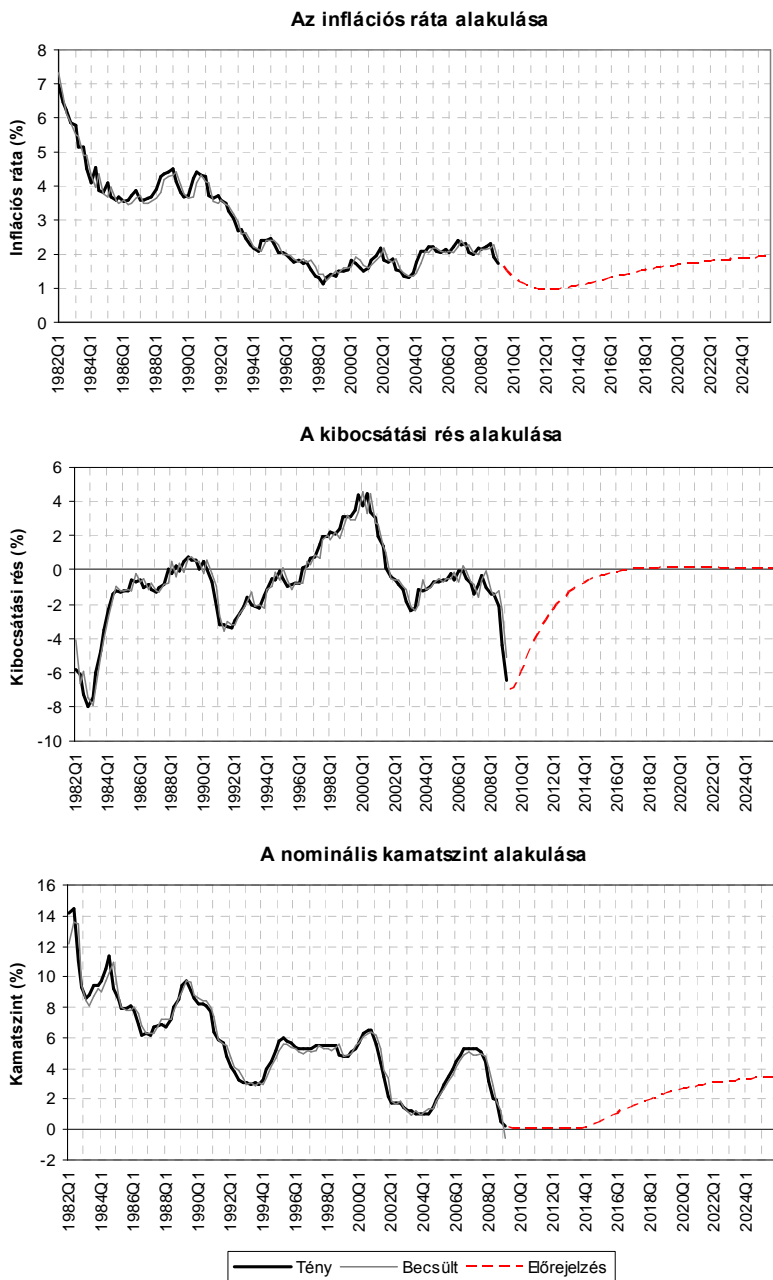 Az inflációs ráta alakulása
Inflációs ráta (%)
8
7
6
5
4
3
2
1
0
1982Q1
1984Q1
1986Q1
1988Q1
1990Q1
1992Q1
1994Q1
1996Q1
1998Q1
2000Q1
2002Q1
2004Q1
2006Q1
2008Q1
2010Q1
2012Q1
2014Q1
2016Q1
2018Q1
2020Q1
2022Q1
2024Q1
A kibocsátási rés alakulása
Kibocsátási rés (%)
6
4
2
0
-2
-4
-6
-8
-10
1982Q1
1984Q1
1986Q1
1988Q1
1990Q1
1992Q1
1994Q1
1996Q1
1998Q1
2000Q1
2002Q1
2004Q1
2006Q1
2008Q1
2010Q1
2012Q1
2014Q1
2016Q1
2018Q1
2020Q1
2022Q1
2024Q1
A nominális kamatszint alakulása
Kamatszint (%)
16
14
12
10
8
6
4
2
0
-2
1982Q1
1984Q1
1986Q1
1988Q1
1990Q1
1992Q1
1994Q1
1996Q1
1998Q1
2000Q1
2002Q1
2004Q1
2006Q1
2008Q1
2010Q1
2012Q1
2014Q1
2016Q1
2018Q1
2020Q1
2022Q1
2024Q1
Tény Becsült Előrejelzés